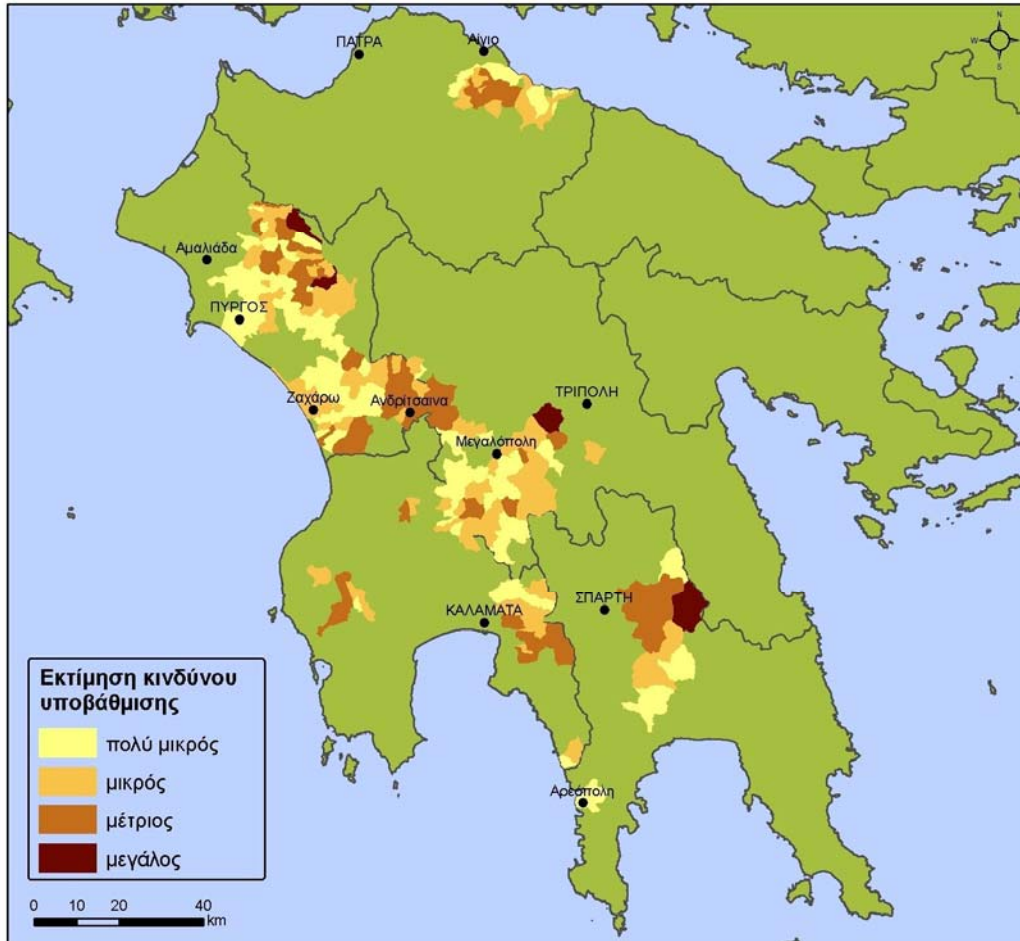 ΠΑΤΡΑ
Αίγιο
N
W
E
S
Αμαλιάδα
ΠΥΡΓΟΣ
Ζαχάρω
Ανδρίτσαινα
ΤΡΙΠΟΛΗ
Μεγαλόπολη
ΣΠΑΡΤΗ
ΚΑΛΑΜΑΤΑ
Αρεόπολη
Εκτίμηση κινδύνου
υποβάθμισης
πολύ μικρός
μικρός
μέτριος
μεγάλος
0 10 20 40
km